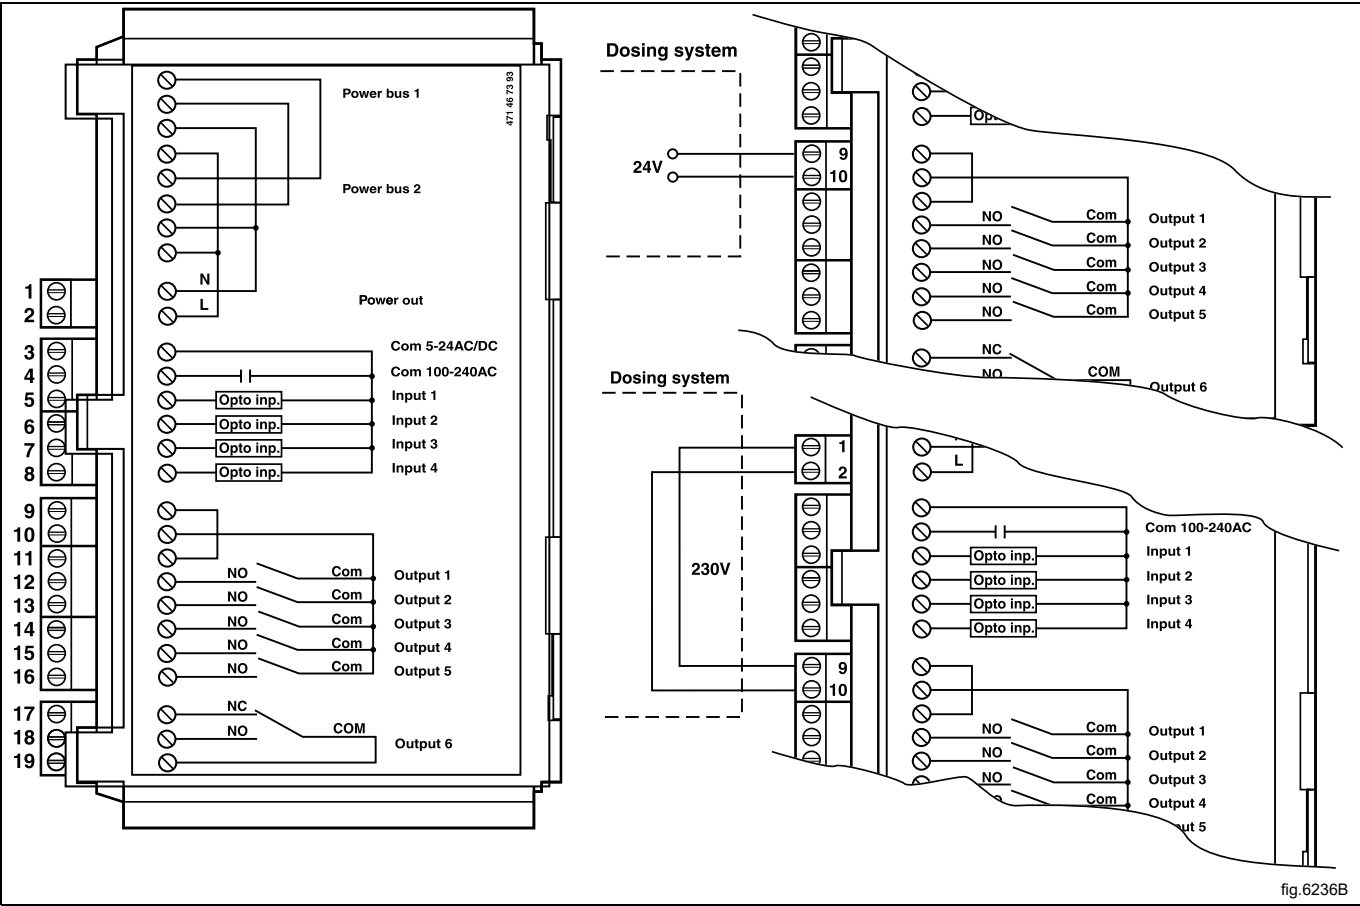 471 46 73 93
Power bus 1
Power bus 2
N
L
Power out
1
2
3
4
5
6
7
8
9
10
11
12
13
14
15
16
17
18
19
Com 5-24AC/DC
Com 100-240AC
Opto inp. Input 1
Opto inp. Input 2
Opto inp. Input 3
Opto inp. Input 4
NO Com Output 1
NO Com Output 2
NO Com Output 3
NO Com Output 4
NO Com Output 5
NC
NO COM Output 6
Dosing system
24V
9
10
NO Com Output 1
NO Com Output 2
NO Com Output 3
NO Com Output 4
NO Com Output 5
NC
NO COM Output 6
Dosing system
230V
1
2
L
Com 100-240AC
Opto inp. Input 1
Opto inp. Input 2
Opto inp. Input 3
Opto inp. Input 4
9
10
NO Com Output 1
NO Com Output 2
NO Com Output 3
Com Output 4
ut 5
fig.6236B